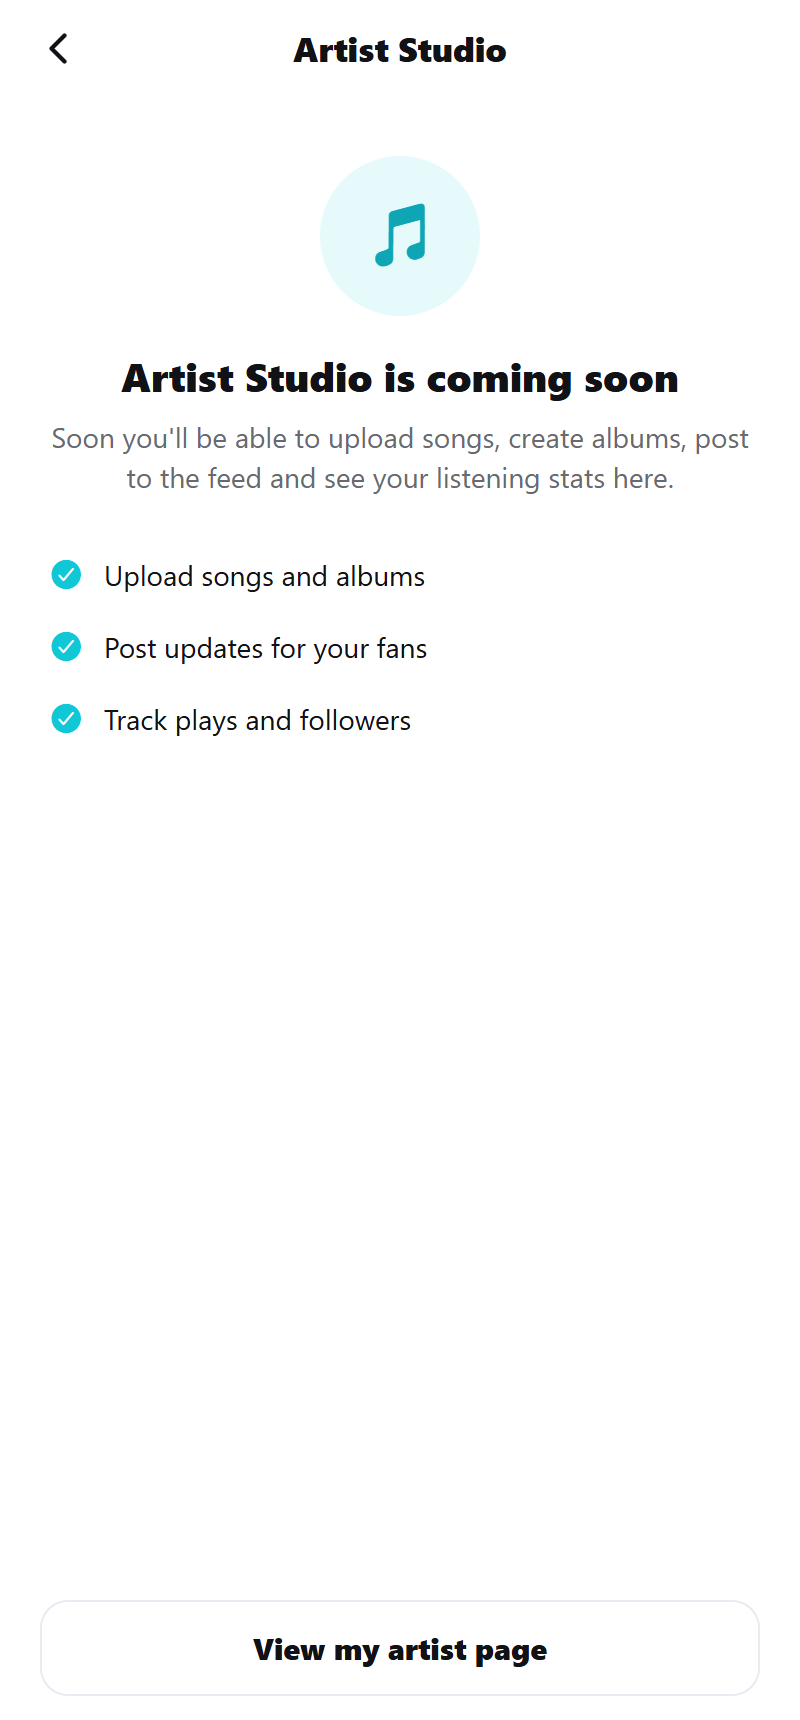 Artist Studio
Artist Studio is coming soon
Soon you'll be able to upload songs, create albums, post
to the feed and see your listening stats here.
Upload songs and albums
Post updates for your fans
Track plays and followers
View my artist page